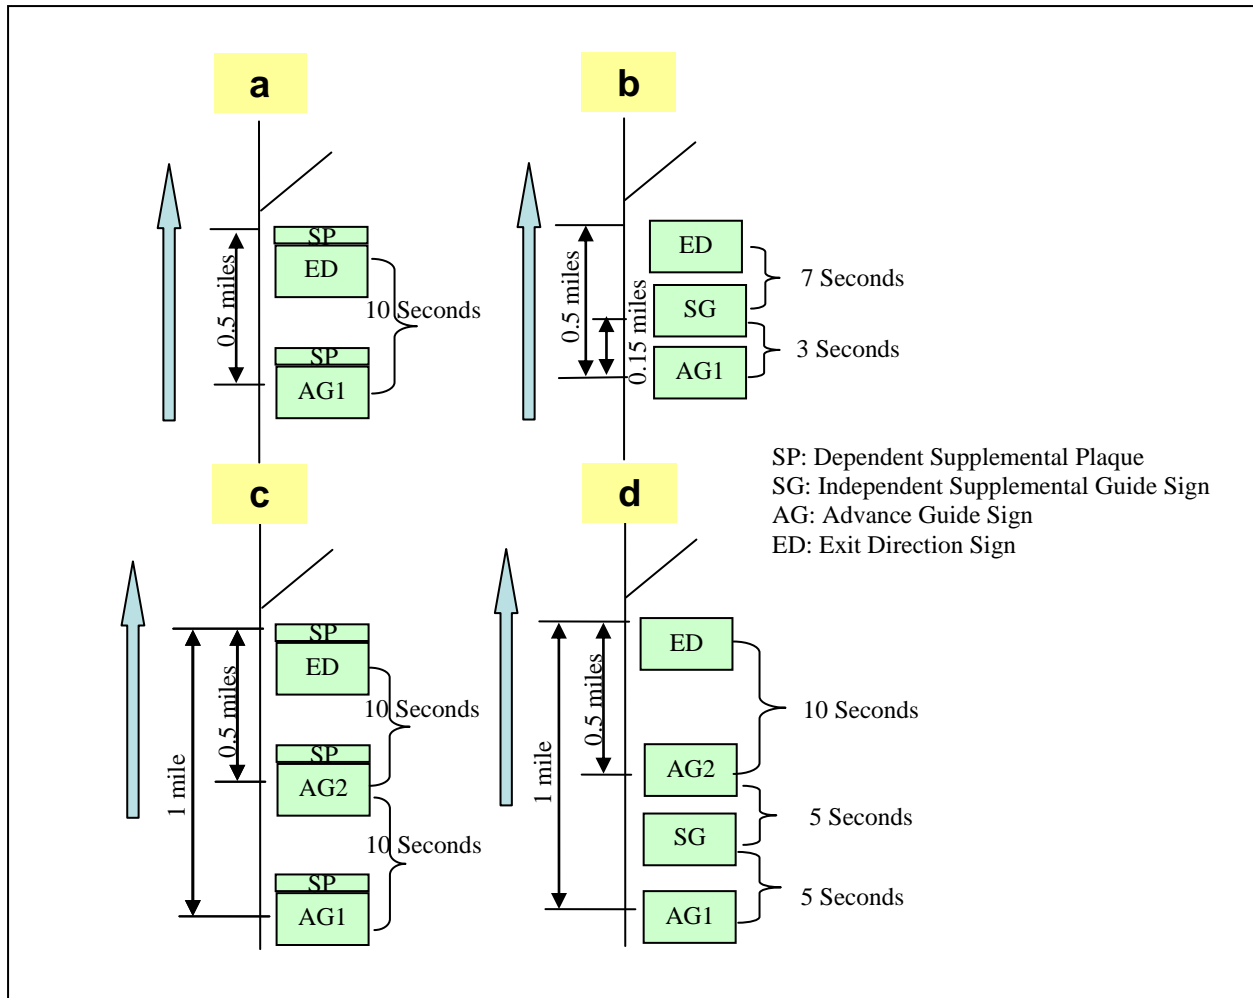 a
SP
ED
0.5 miles
10 Seconds
SP
AG1
b
ED
7 Seconds
0.5 miles
SG
0.15 miles
3 Seconds
AG1
SP: Dependent Supplemental Plaque
SG: Independent Supplemental Guide Sign
AG: Advance Guide Sign
ED: Exit Direction Sign
c
SP
ED
0.5 miles
10 Seconds
SP
AG2
1 mile
10 Seconds
SP
AG1
d
ED
0.5 miles
10 Seconds
AG2
1 mile
5 Seconds
SG
5 Seconds
AG1